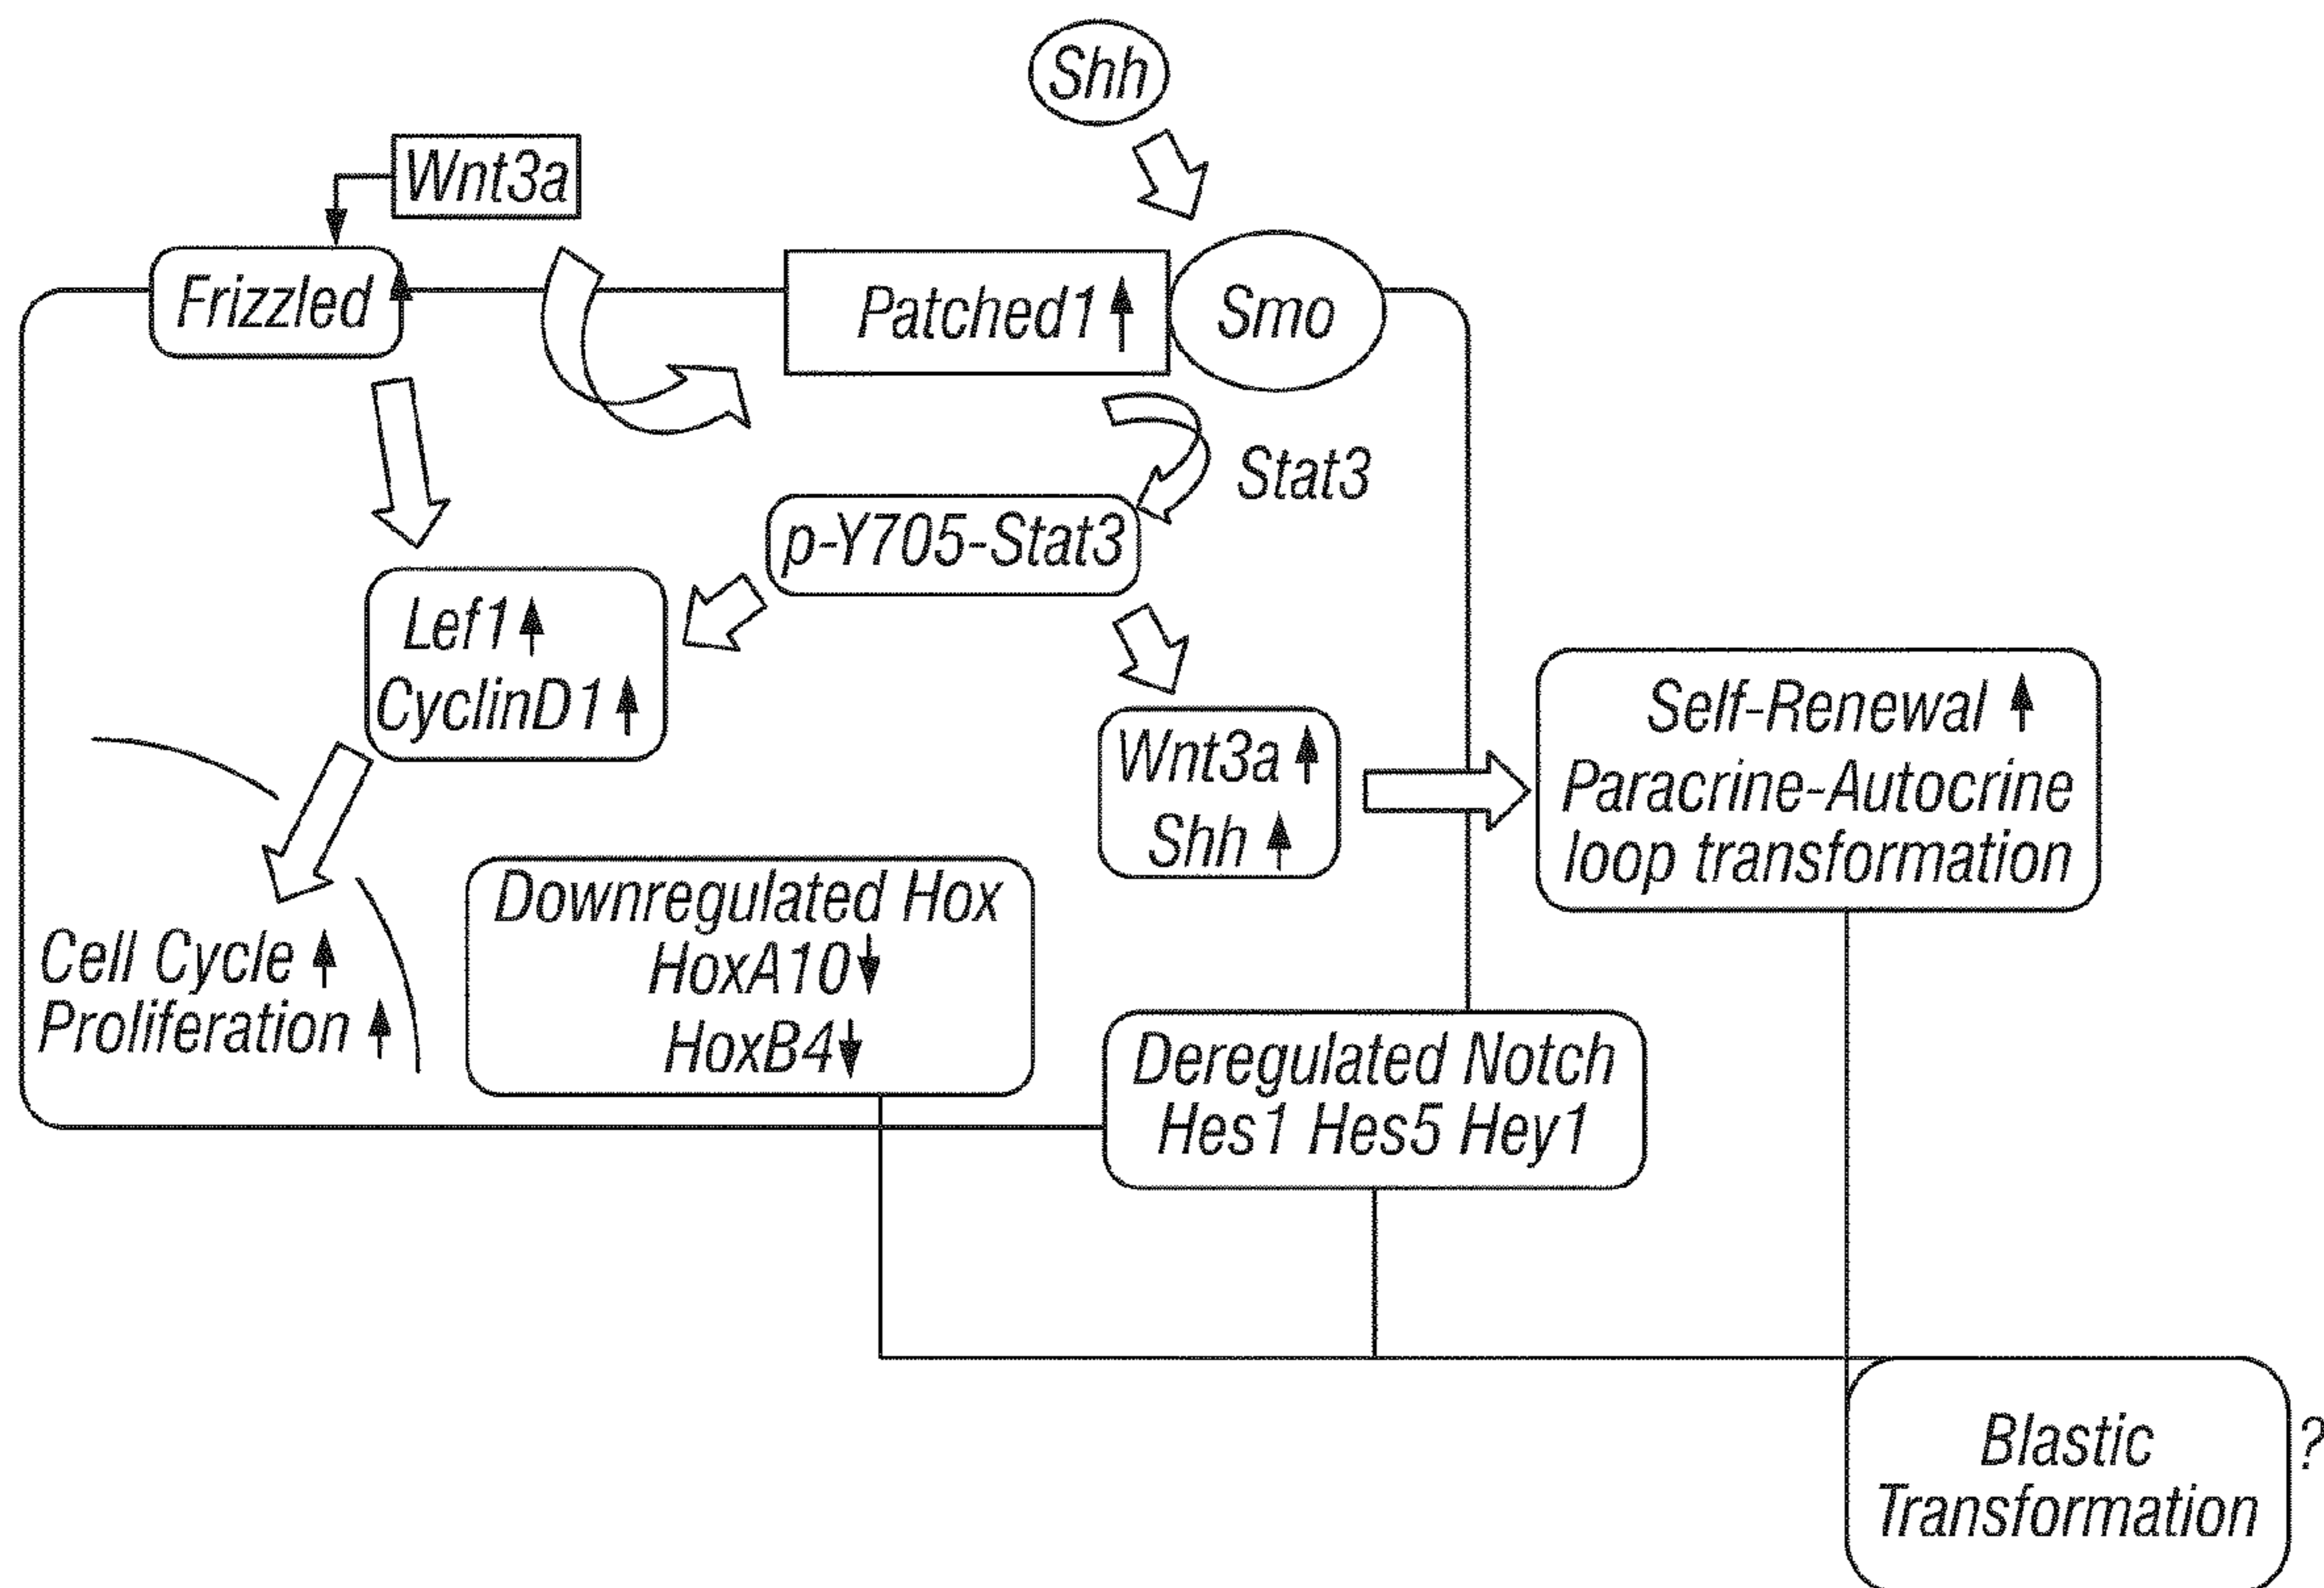 Shh
Wnt3a
Frizzled
Patched1
Smo
Stat3
p-Y705-Stat3
Lef1
CyclinD1
Wnt3a
Shh
Self-Renewal
Paracrine-Autocrine
loop transformation
Cell Cycle
Proliferation
Downregulated Hox
HoxA10
HoxB4
Deregulated Notch
Hes1 Hes5 Hey1
Blastic
Transformation
?